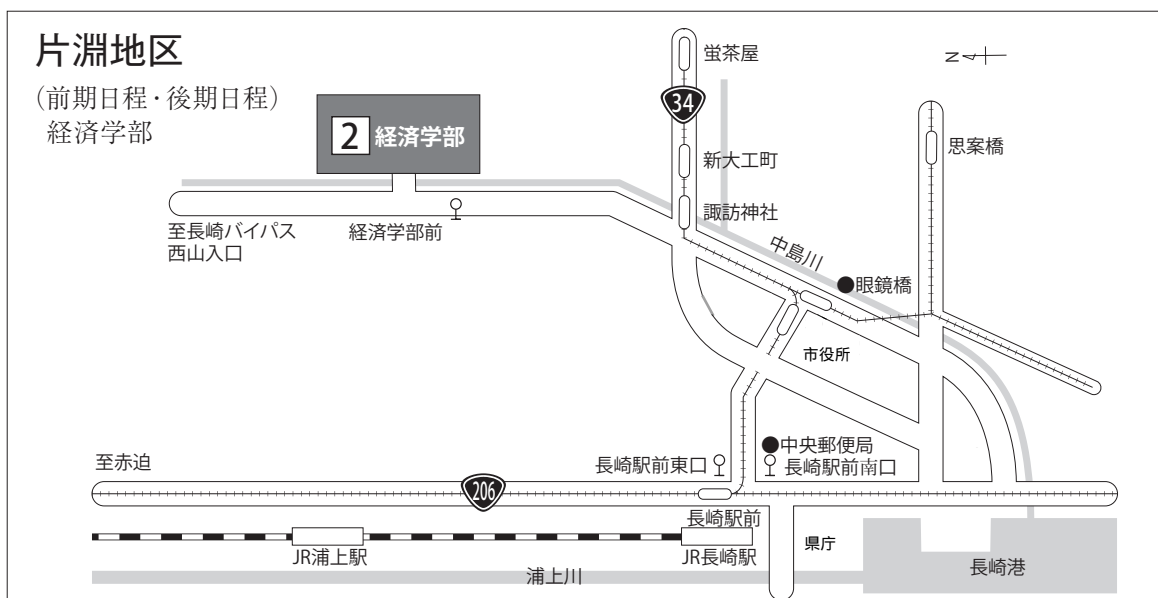 片淵地区
(前期日程・後期日程)
経済学部
2 経済学部
蛍茶屋
34
N
思案橋
新大工町
諏訪神社
至長崎バイパス
西山入口
経済学部前
中島川
眼鏡橋
市役所
中央郵便局
至赤迫
長崎駅前東口
長崎駅前南口
206
長崎駅前
JR浦上駅
JR長崎駅
県庁
長崎港
浦上川